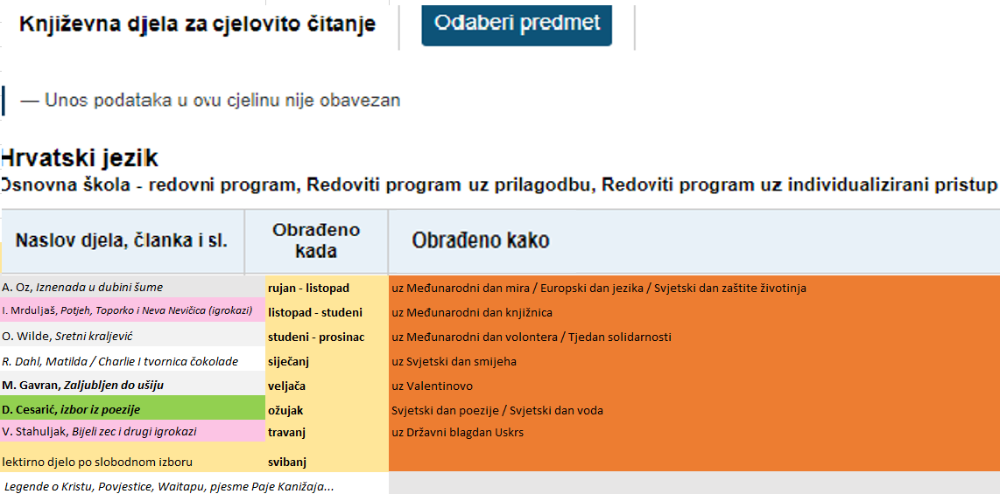 Književna djela za cjelovito čitanje
Odaberi predmet
— Unos podataka u ovu cjelinu nije obavezan
Hrvatski jezik
Osnovna škola - redovni program, Redoviti program uz prilagodbu, Redoviti program uz individualizirani pristup
Naslov djela, članka i sl. Obrađeno kada Obrađeno kako
A. Oz, Iznenada u dubini šume rujan - listopad uz Međunarodni dan mira / Europski dan jezika / Svjetski dan zaštite životinja
I. Mrduljaš, Potjeh, Toporko i Neva Nevičica (igrokazi) listopad - studeni uz Međunarodni dan knjižnica
O. Wilde, Sretni kraljević studeni - prosinac uz Međunarodni dan volontera / Tjedan solidarnosti
R. Dahl, Matilda / Charlie I tvornica čokolade siječanj uz Svjetski dan smijeha
M. Gavran, Zaljubljen do ušiju veljača uz Valentinovo
D. Cesarić, izbor iz poezije ožujak Svjetski dan poezije / Svjetski dan voda
V. Stahuljak, Bijeli zec i drugi igrokazi travanj uz Državni blagdan Uskrs
lektirno djelo po slobodnom izboru svibanj
Legende o Kristu, Povjestice, Waitapu, pjesme Paje Kanižaja...